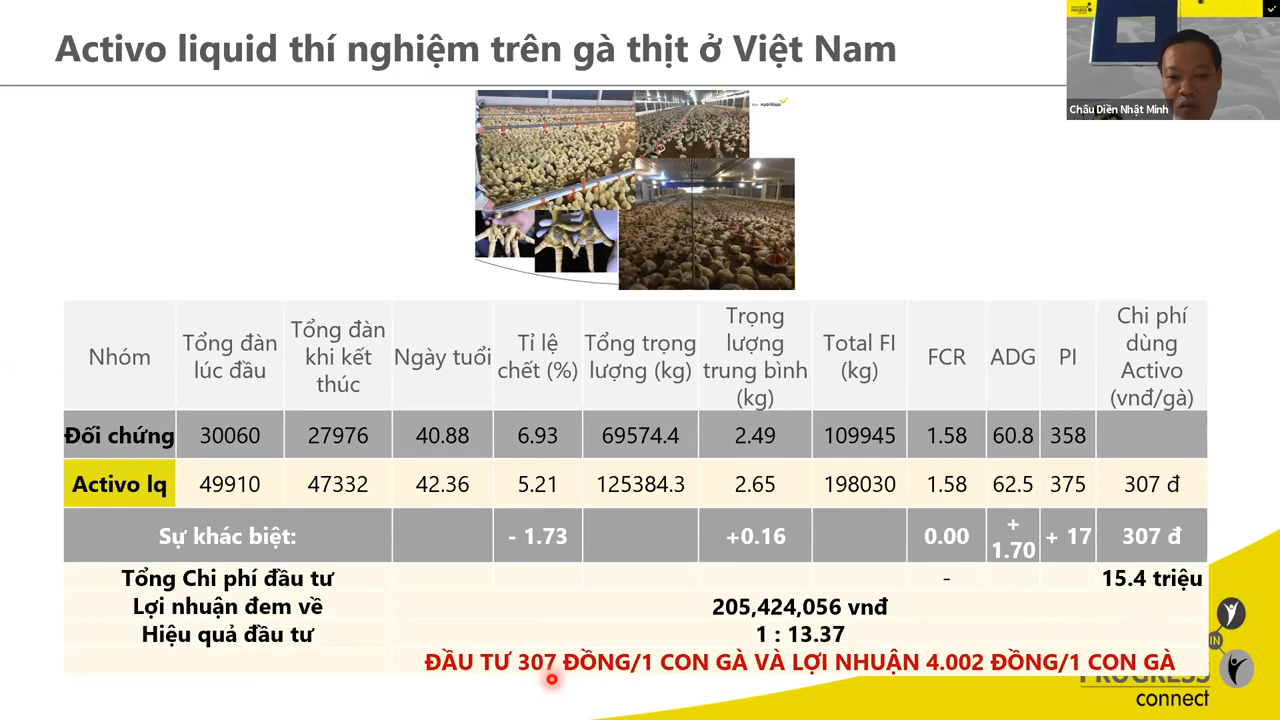 Activo liquid thí nghiệm trên gà thịt ở Việt Nam
Châu Diền Nhật Minh
nutrition
Nhóm
Tổng đàn lúc đầu
Tổng đàn khi kết thúc
Ngày tuổi
Tỉ lệ chết (%)
Tổng trọng lượng (kg)
Trọng lượng trung bình (kg)
Total FI (kg)
FCR
ADG
PI
Chi phí dùng Activo (vnđ/gà)
Đối chứng 30060 27976 40.88 6.93 69574.4 2.49 109945 1.58 60.8 358
Activo lq 49910 47332 42.36 5.21 125384.3 2.65 198030 1.58 62.5 375 307 đ
Sự khác biệt: - 1.73 +0.16 0.00 + 1.70 + 17 307 đ
Tổng Chi phí đầu tư - 15.4 triệu
Lợi nhuận đem về 205,424,056 vnđ
Hiệu quả đầu tư 1 : 13.37
ĐẦU TƯ 307 ĐỒNG/1 CON GÀ VÀ LỢI NHUẬN 4.002 ĐỒNG/1 CON GÀ
IN
PROGRESS
connect